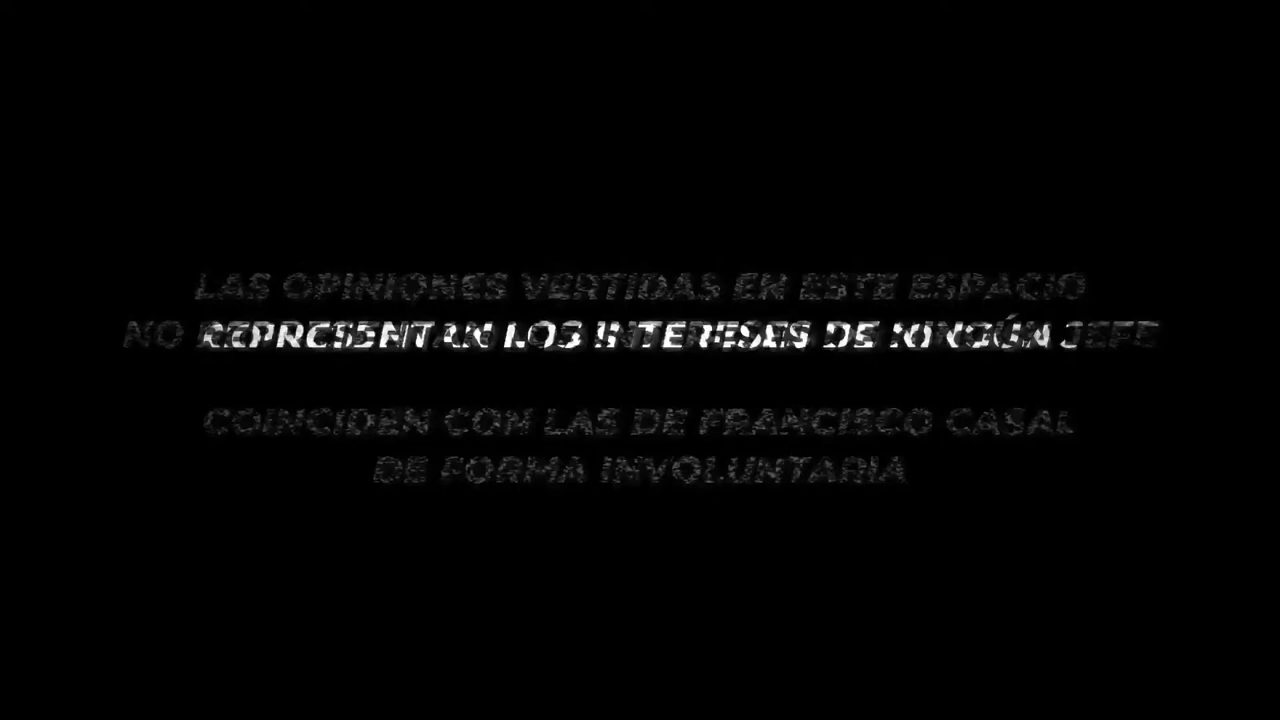 LAS OPINIONES VERTIDAS EN ESTE ESPACIO
NO REPRESENTAN LOS INTERESES DE NINGÚN JEFE
COINCIDEN CON LAS DE FRANCISCO CASAL
DE FORMA INVOLUNTARIA